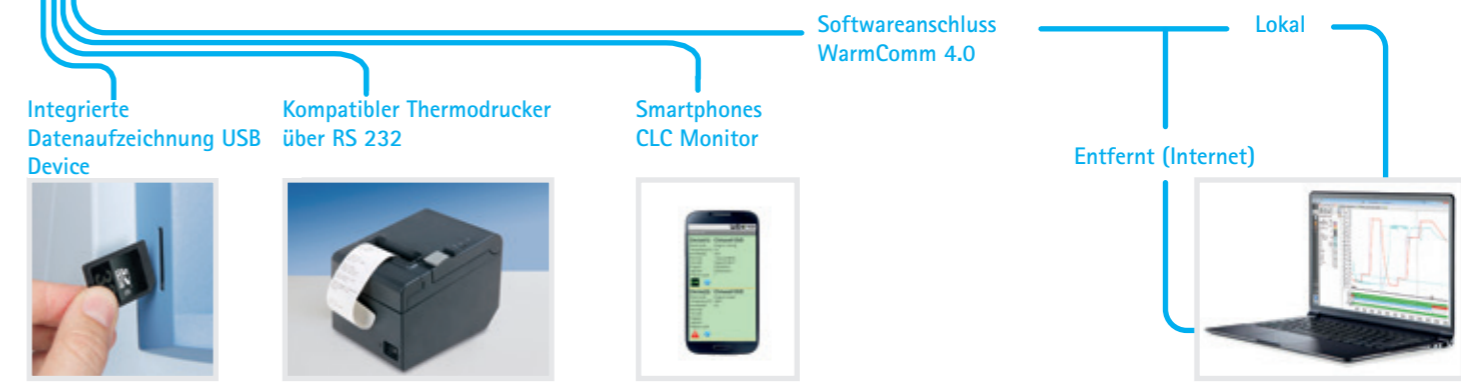 Softwareanschluss
WarmComm 4.0
Lokal
Integrierte
Datenaufzeichnung USB
Device
Kompatibler Thermodrucker
über RS 232
Smartphones
CLC Monitor
Entfernt (Internet)